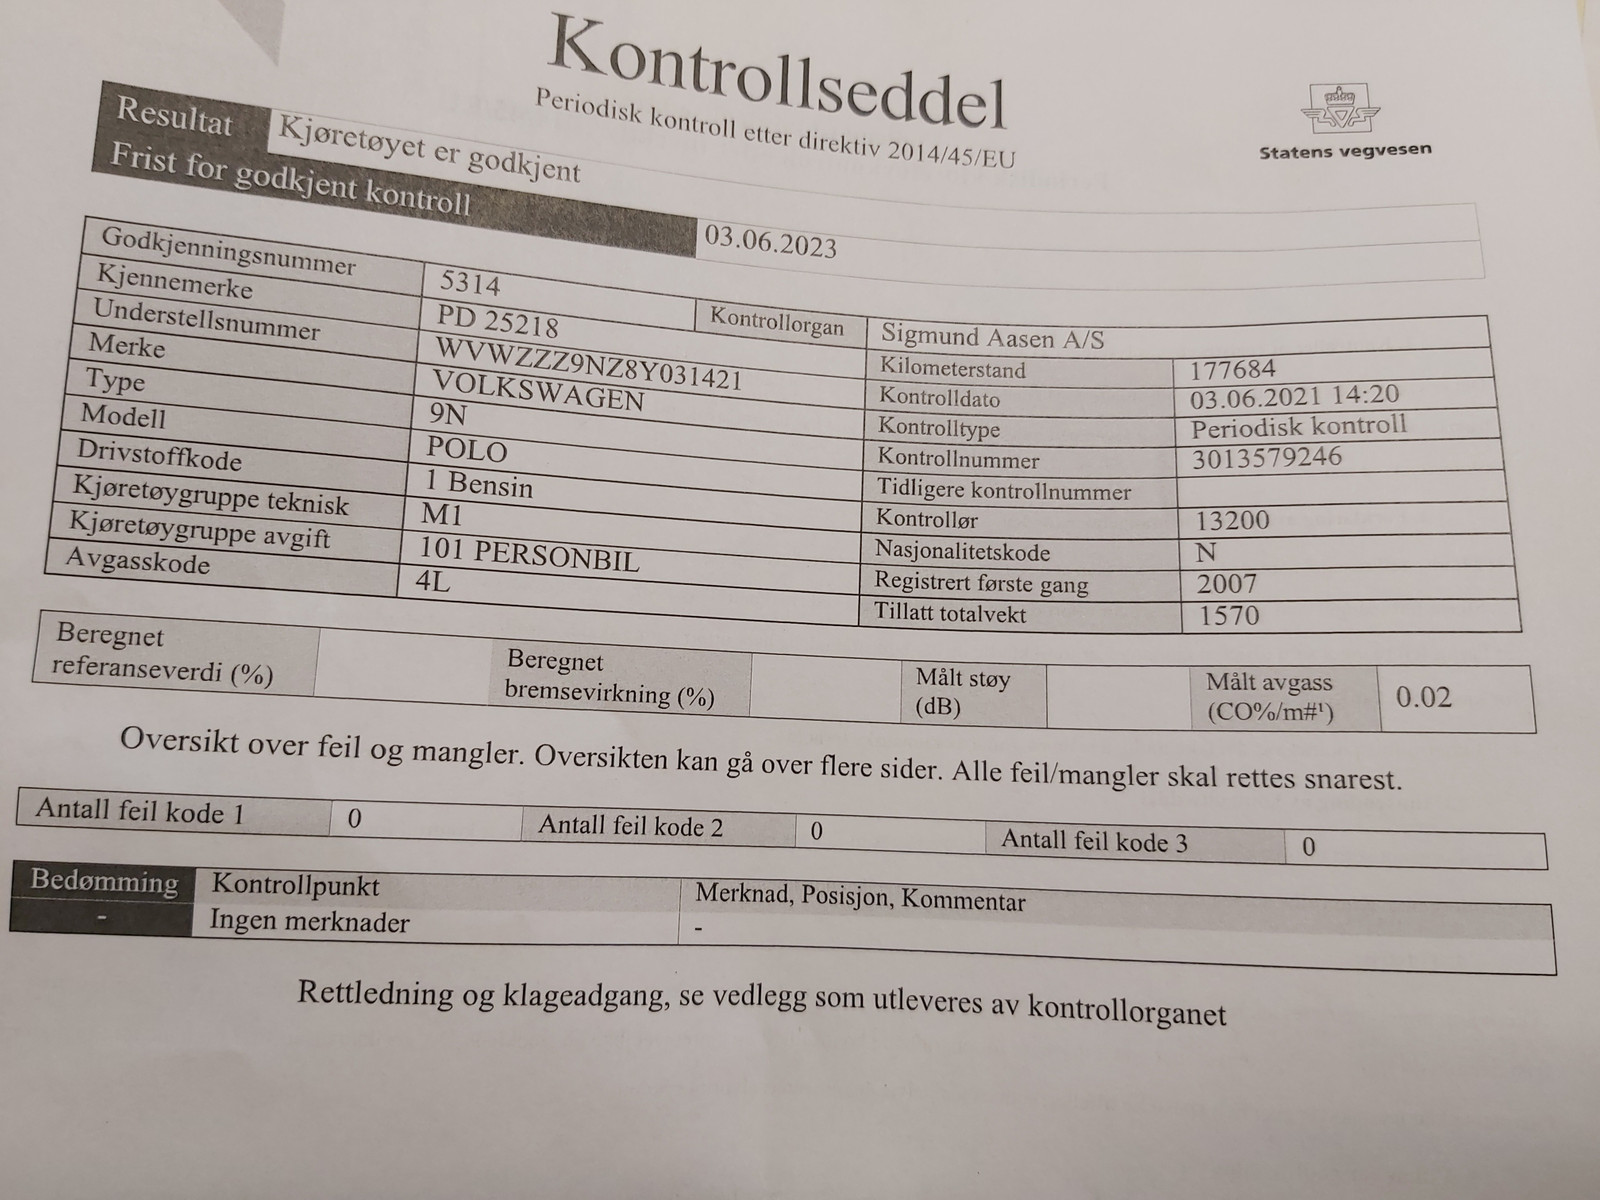 Kontrollseddel
Periodisk kontroll etter direktiv 2014/45/EU
Statens vegvesen
Resultat Kjøretøyet er godkjent
Frist for godkjent kontroll 03.06.2023
Godkjenningsnummer 5314 Kontrollorgan Sigmund Aasen A/S
Kjennemerke PD 25218 Kilometerstand 177684
Understellsnummer WVWZZZ9NZ8Y031421 Kontrolldato 03.06.2021 14:20
Merke VOLKSWAGEN Kontrolltype Periodisk kontroll
Type 9N Kontrollnummer 3013579246
Modell POLO Tidligere kontrollnummer
Drivstoffkode 1 Bensin Kontrollør 13200
Kjøretøygruppe teknisk M1 Nasjonalitetskode N
Kjøretøygruppe avgift 101 PERSONBIL Registrert første gang 2007
Avgasskode 4L Tillatt totalvekt 1570
Beregnet referanseverdi (%) Beregnet bremsevirkning (%) Målt støy (dB) Målt avgass (CO%/m#¹) 0.02
Oversikt over feil og mangler. Oversikten kan gå over flere sider. Alle feil/mangler skal rettes snarest.
Antall feil kode 1 0 Antall feil kode 2 0 Antall feil kode 3 0
Bedømming Kontrollpunkt Merknad, Posisjon, Kommentar
- Ingen merknader -
Rettledning og klageadgang, se vedlegg som utleveres av kontrollorganet